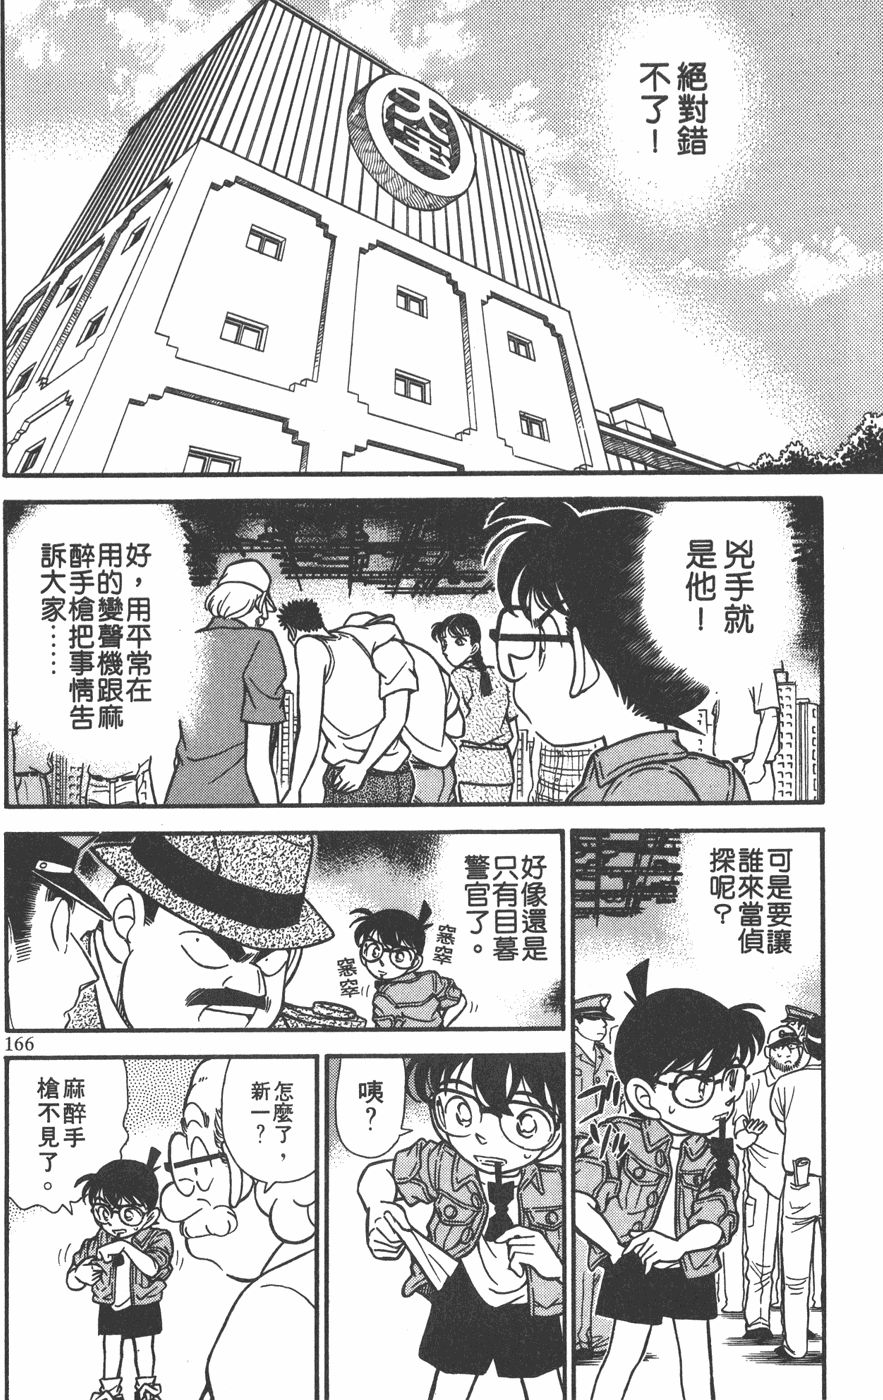 絕對錯
不了！
大宝
兇手就
是他！
好，用平常在
用的變聲機跟麻
醉手槍把事情告
訴大家……
可是要讓
誰來當偵
探呢？
好像還是
只有目暮
警官了。
窸窣
窸窣
166
咦？
怎麼了，
新一？
麻醉手
槍不見了。